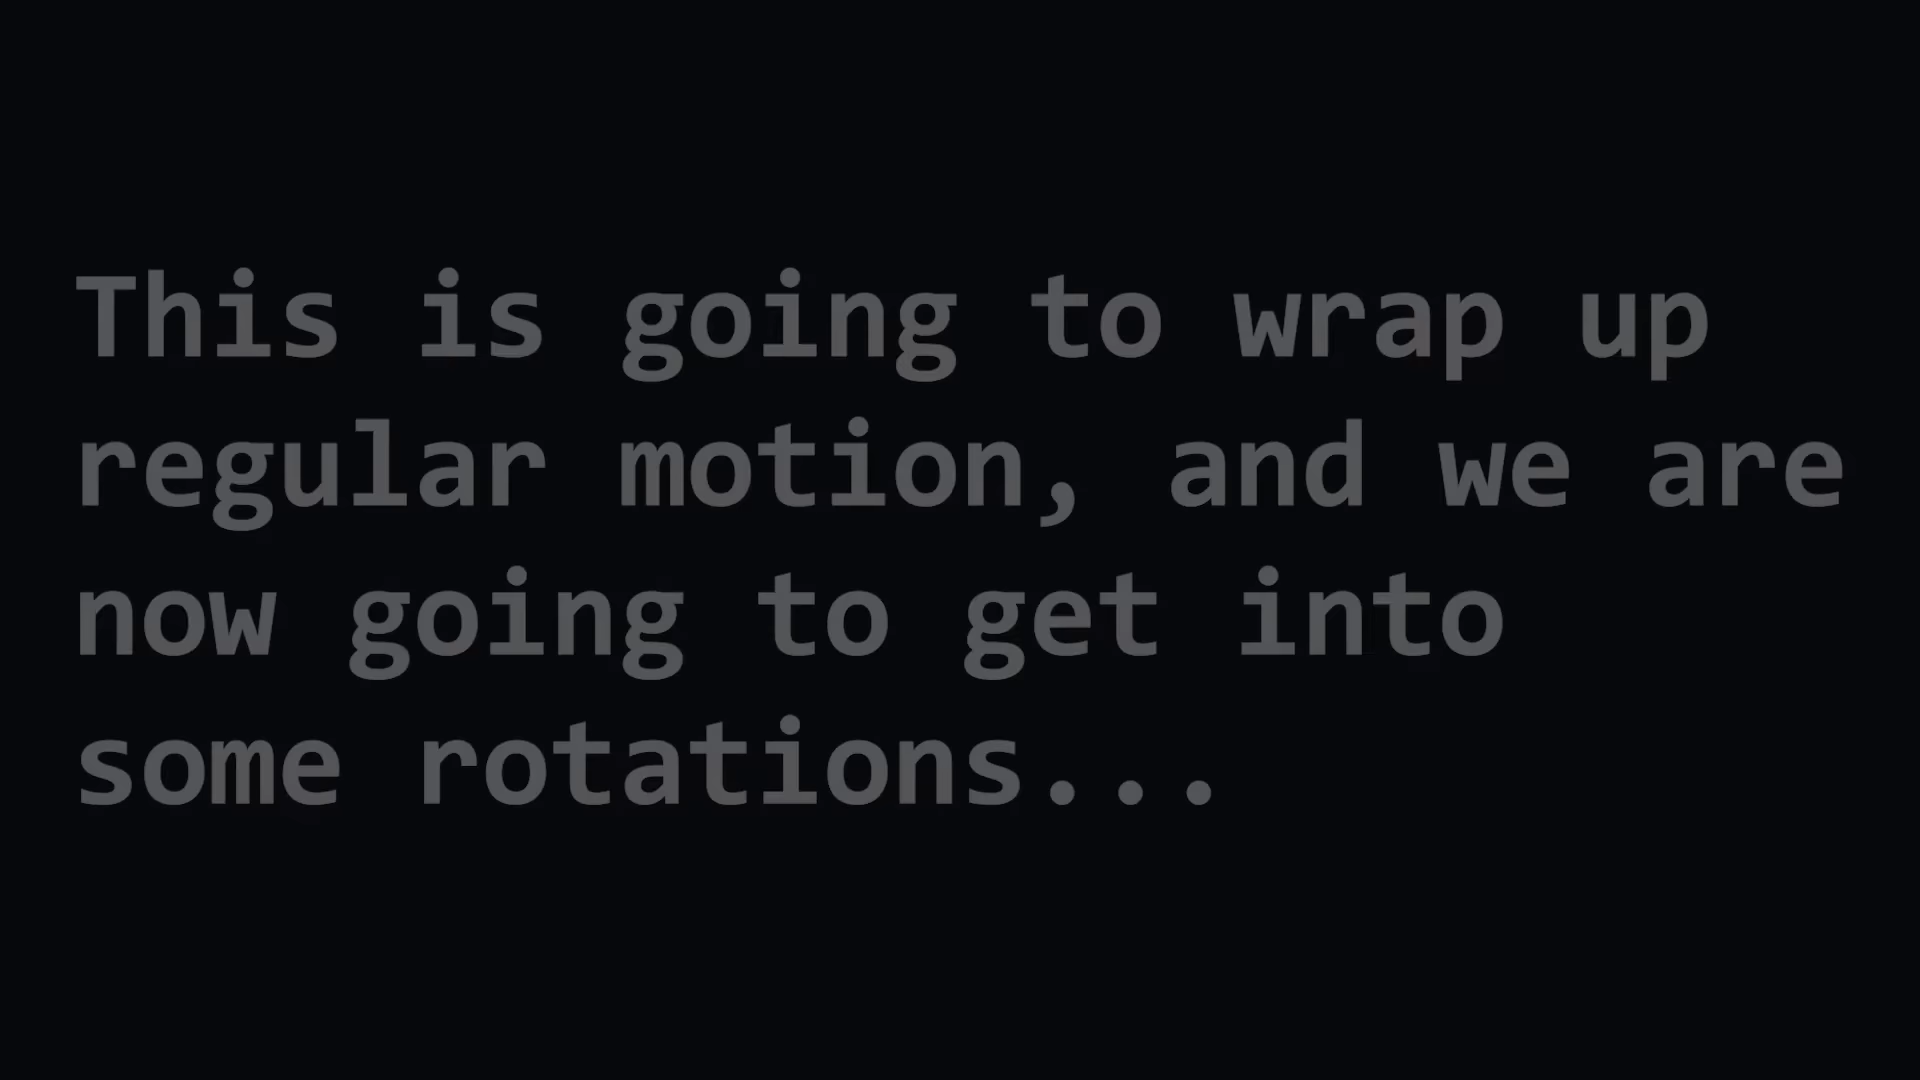 This is going to wrap up
regular motion, and we are
now going to get into
some rotations...